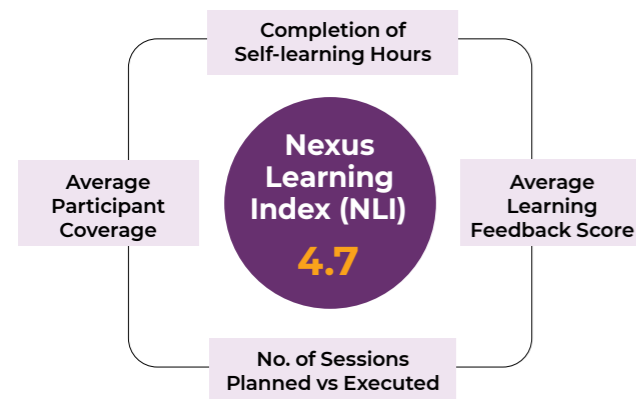 Completion of
Self-learning Hours
Nexus
Learning
Index (NLI)
4.7
Average
Participant
Coverage
Average
Learning
Feedback Score
No. of Sessions
Planned vs Executed